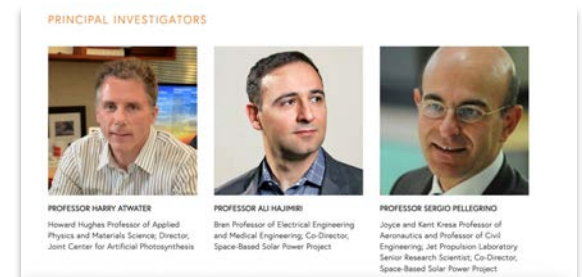 PRINCIPAL INVESTIGATORS
PROFESSOR HARRY ATWATER
Howard Hughes Professor of Applied
Physics and Materials Science; Director,
Joint Center for Artificial Photosynthesis
PROFESSOR ALI HAJIMIRI
Bren Professor of Electrical Engineering
and Medical Engineering; Co-Director,
Space-Based Solar Power Project
PROFESSOR SERGIO PELLEGRINO
Joyce and Kent Kresa Professor of
Aeronautics and Professor of Civil
Engineering; Jet Propulsion Laboratory
Senior Research Scientist; Co-Director,
Space-Based Solar Power Project